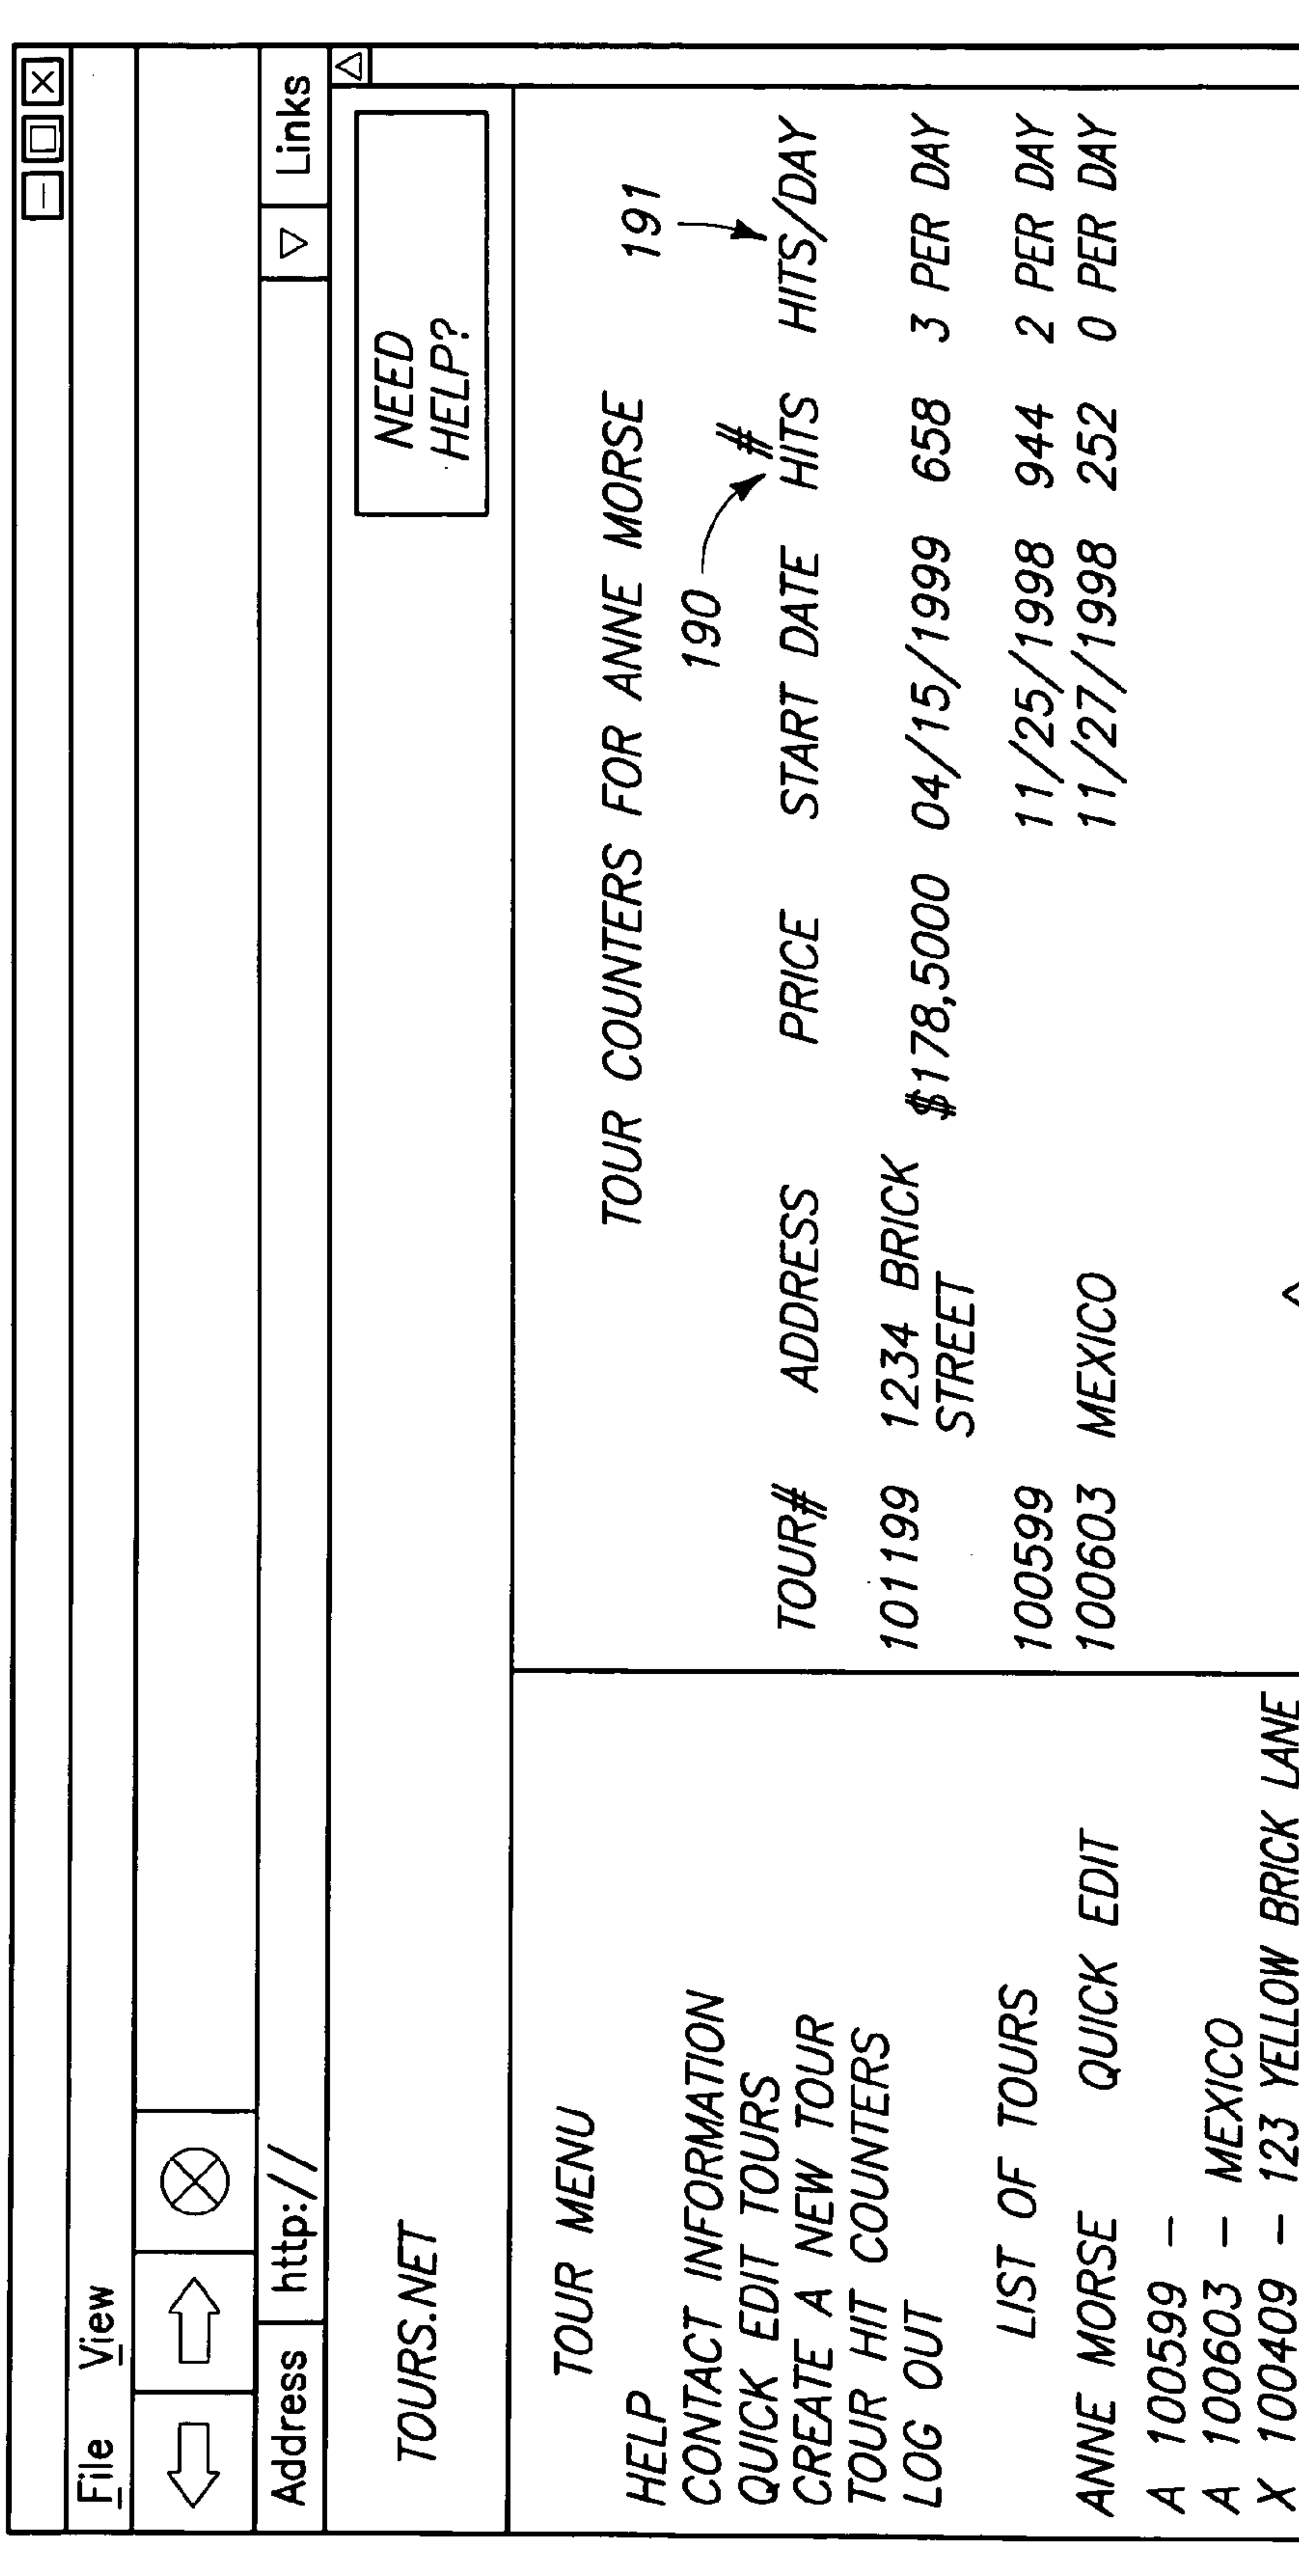 File View
Address http:// Links
TOURS.NET
NEED
HELP?
TOUR MENU
HELP
CONTACT INFORMATION
QUICK EDIT TOURS
CREATE A NEW TOUR
TOUR HIT COUNTERS
LOG OUT
LIST OF TOURS
ANNE MORSE QUICK EDIT
A 100599 –
A 100603 – MEXICO
X 100409 – 123 YELLOW BRICK LANE
TOUR COUNTERS FOR ANNE MORSE
190 191
#
TOUR# ADDRESS PRICE START DATE HITS HITS/DAY
101199 1234 BRICK STREET $178,5000 04/15/1999 658 3 PER DAY
100599 11/25/1998 944 2 PER DAY
100603 MEXICO 11/27/1998 252 0 PER DAY